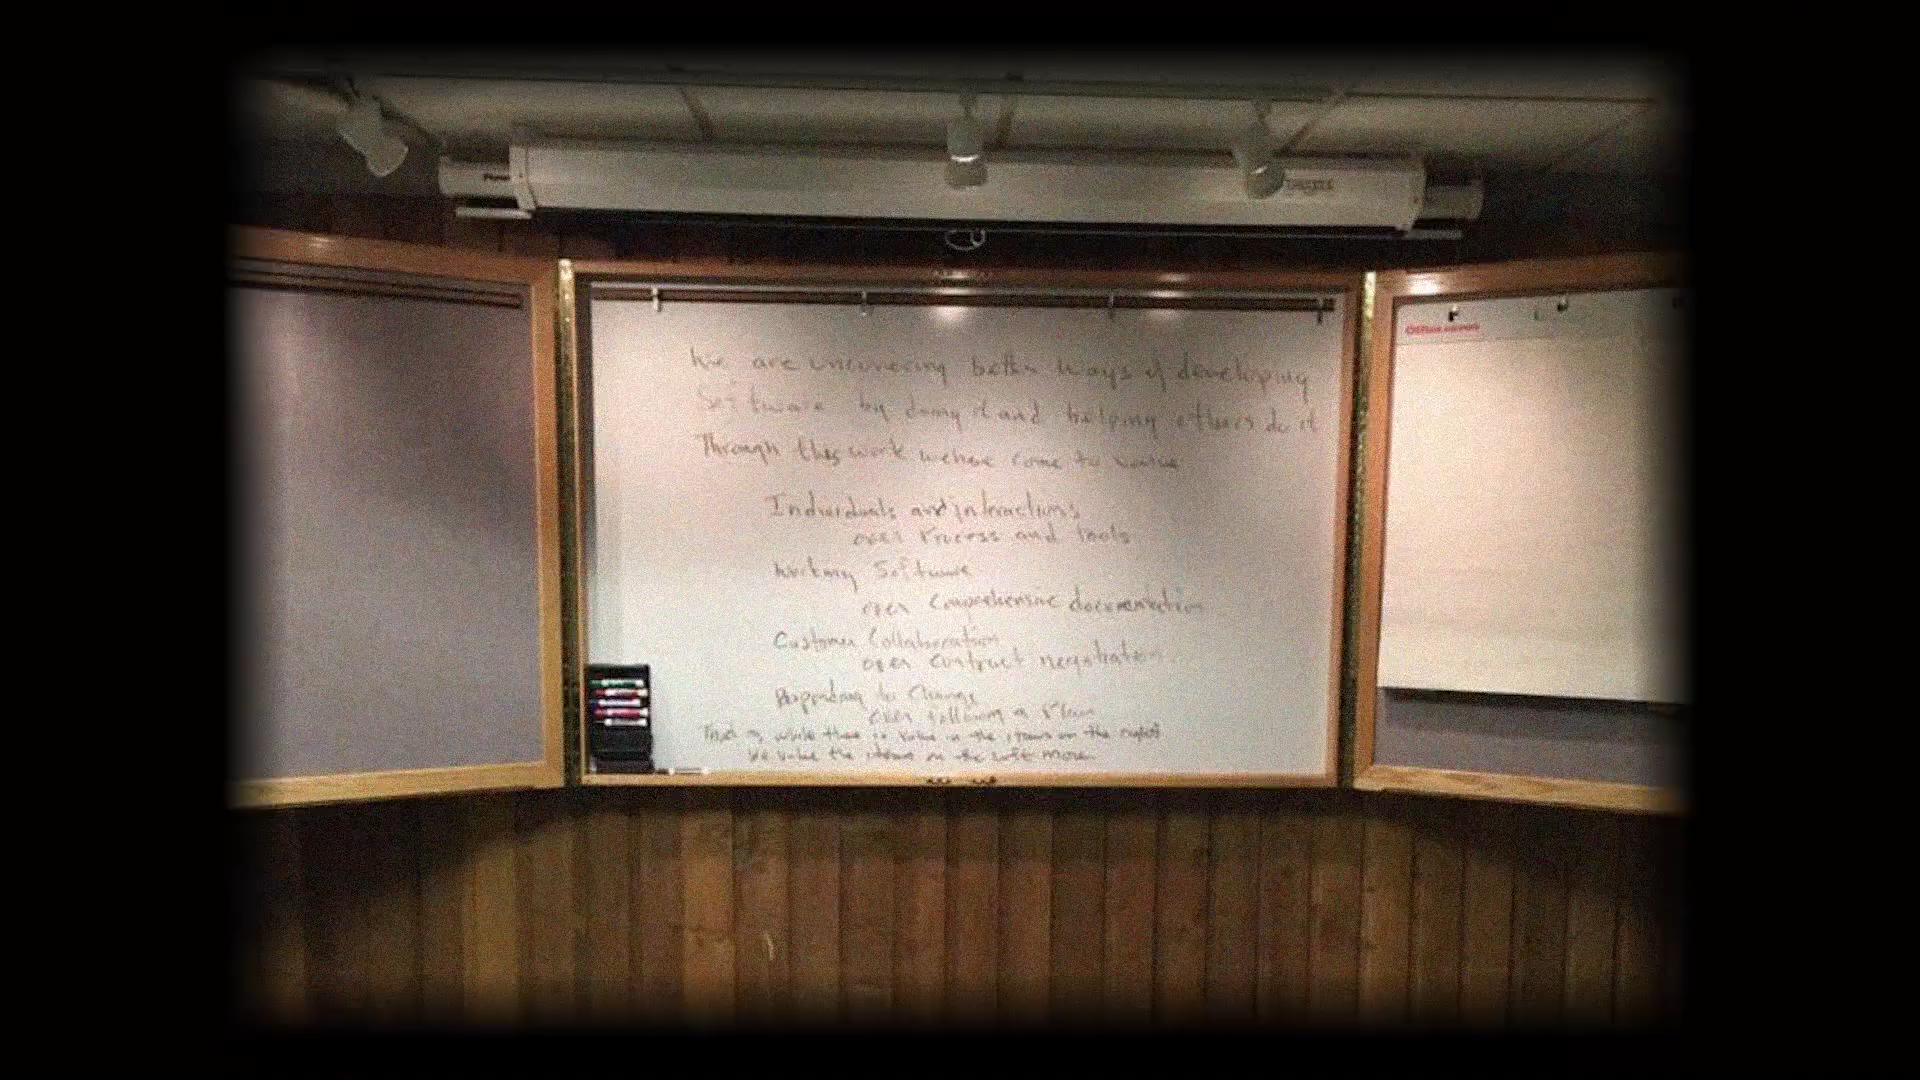 We are uncovering better ways of developing
Software by doing it and helping others do it
Through this work we have come to value
Individuals and interactions
over Process and tools
Working Software
over Comprehensive documentation
Customer Collaboration
over Contract negotiation
Responding to Change
over following a Plan
That is, while there is value in the items on the right
We value the items on the left more